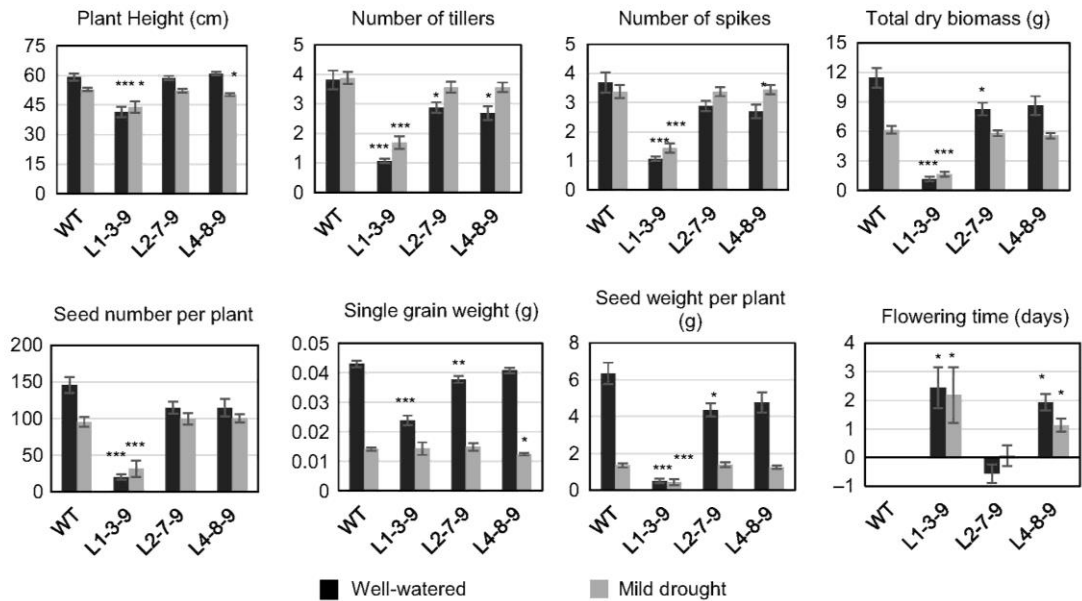 Plant Height (cm)
75
60
45
30
15
0
*** *
*
WT
L1-3-9
L2-7-9
L4-8-9
Number of tillers
5
4
3
2
1
0
***
***
*
*
WT
L1-3-9
L2-7-9
L4-8-9
Number of spikes
5
4
3
2
1
0
***
***
*
WT
L1-3-9
L2-7-9
L4-8-9
Total dry biomass (g)
15
12
9
6
3
0
***
***
*
WT
L1-3-9
L2-7-9
L4-8-9
Seed number per plant
200
150
100
50
0
***
***
WT
L1-3-9
L2-7-9
L4-8-9
Single grain weight (g)
0.05
0.04
0.03
0.02
0.01
0
***
**
*
WT
L1-3-9
L2-7-9
L4-8-9
Seed weight per plant
(g)
8
6
4
2
0
***
***
*
WT
L1-3-9
L2-7-9
L4-8-9
Flowering time (days)
4
3
2
1
0
–1
*
*
*
*
WT
L1-3-9
L2-7-9
L4-8-9
Well-watered
Mild drought